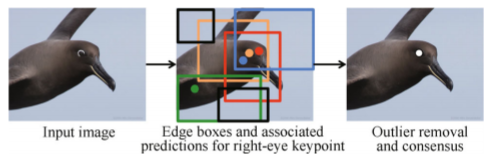 Input image
Edge boxes and associated
predictions for right-eye keypoint
Outlier removal
and consensus